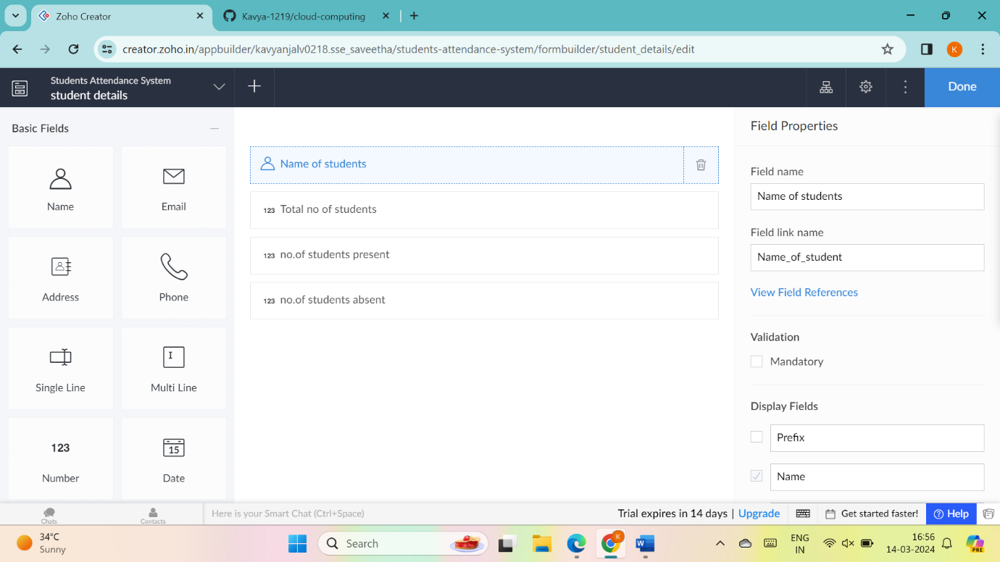 Zoho Creator
Kavya-1219/cloud-computing
creator.zoho.in/appbuilder/kavyanjalv0218.sse_saveetha/students-attendance-system/formbuilder/student_details/edit
K
Students Attendance System
student details
Done
Basic Fields
Name
Email
Address
Phone
Single Line
Multi Line
123
Number
15
Date
Name of students
123 Total no of students
123 no.of students present
123 no.of students absent
Field Properties
Field name
Name of students
Field link name
Name_of_student
View Field References
Validation
Mandatory
Display Fields
Prefix
Name
Chats
Contacts
Here is your Smart Chat (Ctrl+Space)
Trial expires in 14 days | Upgrade
Get started faster!
? Help
34°C
Sunny
Search
K
W
ENG
IN
16:56
14-03-2024
PRE